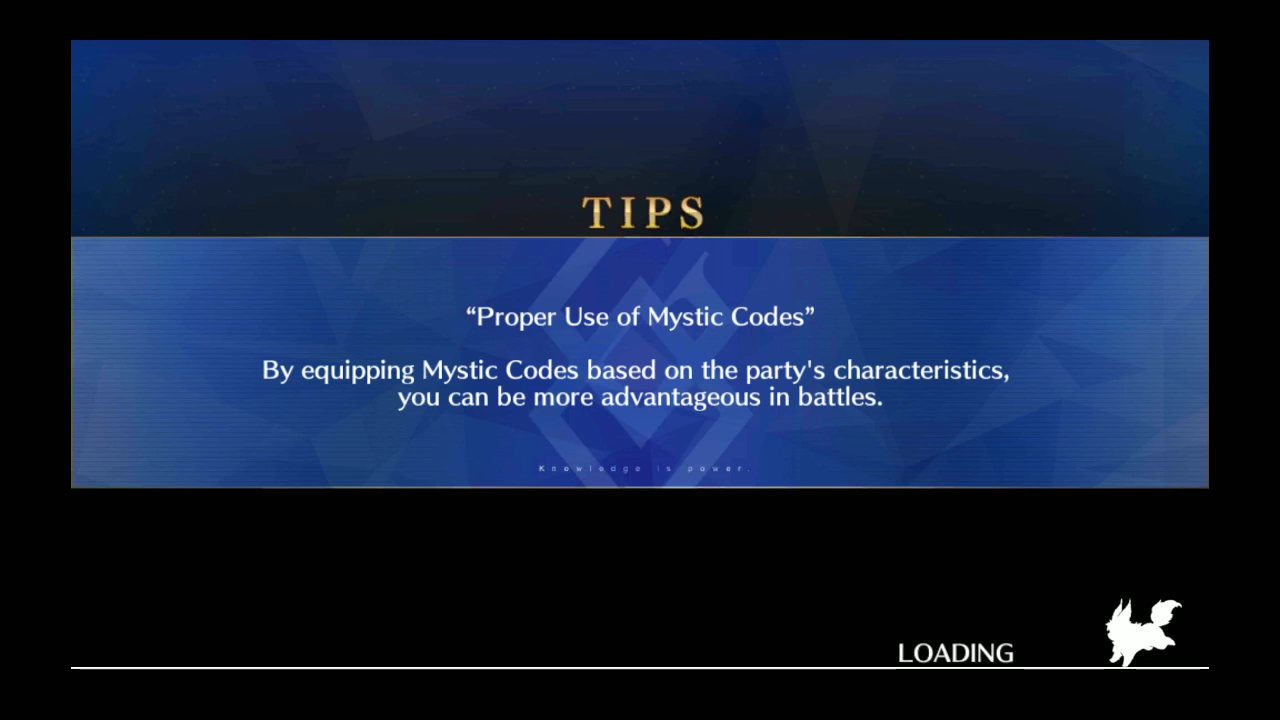 TIPS
“Proper Use of Mystic Codes”
By equipping Mystic Codes based on the party's characteristics,
you can be more advantageous in battles.
Knowledge is power.
LOADING